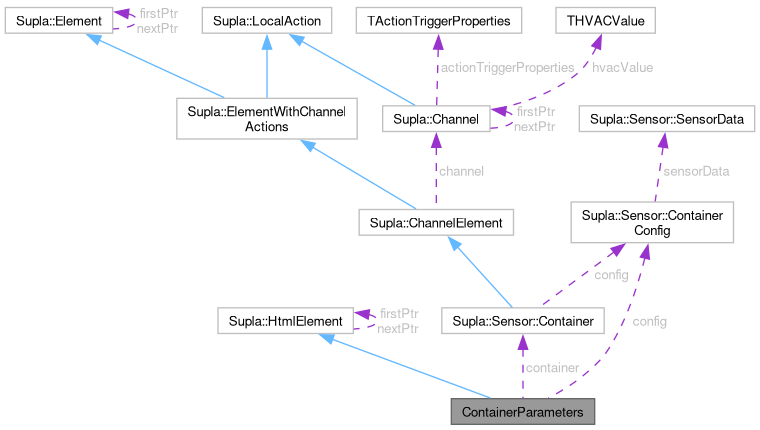 Supla::Element
firstPtr
nextPtr
Supla::LocalAction
TActionTriggerProperties
THVACValue
actionTriggerProperties
hvacValue
Supla::ElementWithChannel
Actions
Supla::Channel
firstPtr
nextPtr
Supla::Sensor::SensorData
channel
sensorData
Supla::ChannelElement
Supla::Sensor::Container
Config
config
Supla::HtmlElement
firstPtr
nextPtr
Supla::Sensor::Container
config
container
ContainerParameters